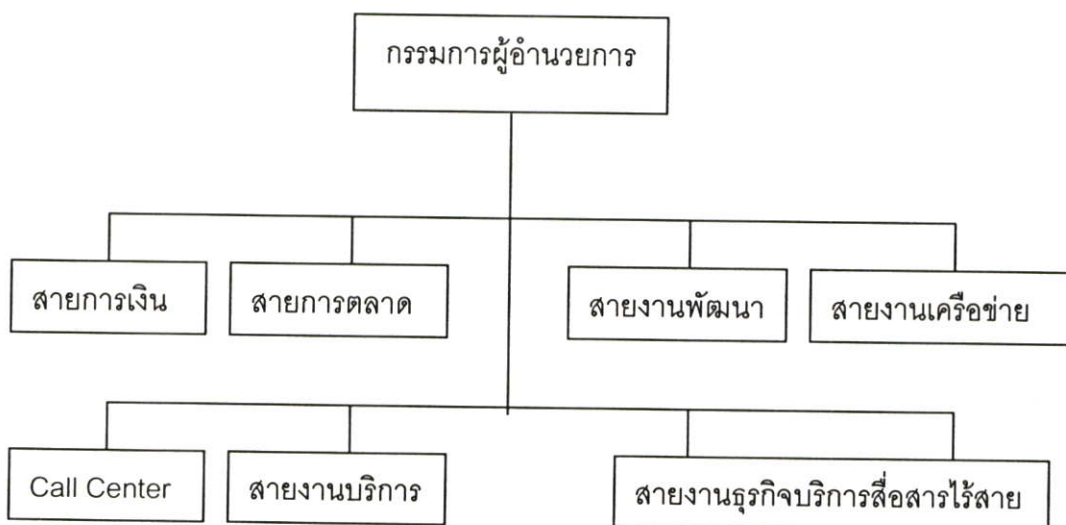 กรรมการผู้อำนวยการ
สายการเงิน
สายการตลาด
สายงานพัฒนา
สายงานเครือข่าย
Call Center
สายงานบริการ
สายงานธุรกิจบริการสื่อสารไร้สาย